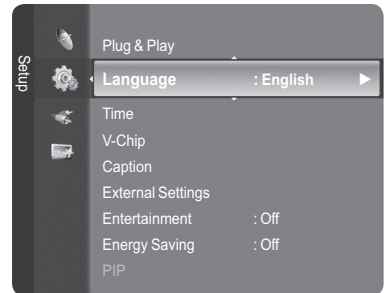 Setup
Plug & Play
Language : English
Time
V-Chip
Caption
External Settings
Entertainment : Off
Energy Saving : Off
PIP